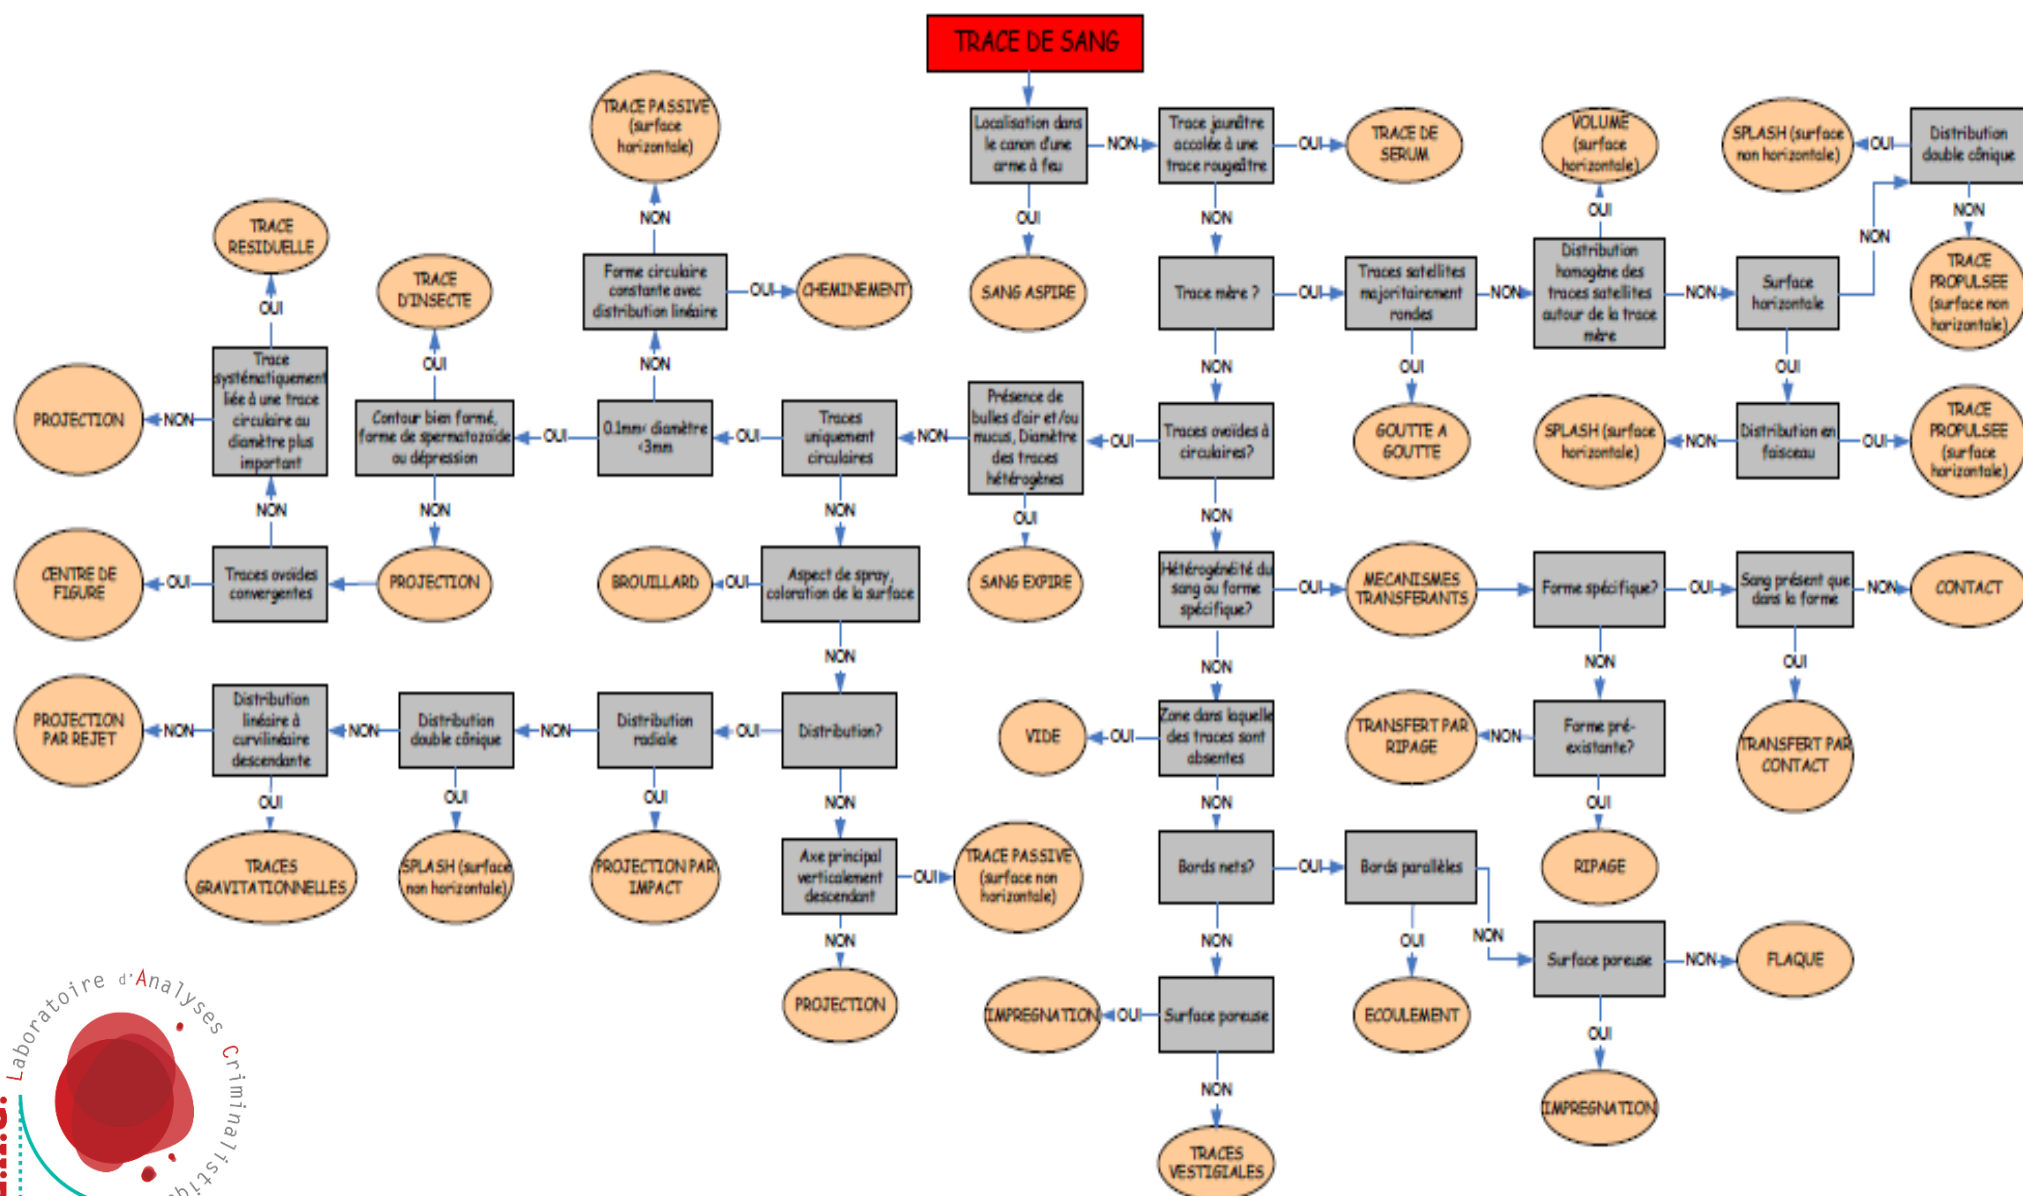 TRACE DE SANG
TRACE PASSIVE
(surface
horizontale)
Localisation dans
le canon d'une
arme à feu
NON
Trace jaunâtre
accolée à une
trace rougeâtre
OUI
TRACE DE
SERUM
VOLUME
(surface
horizontale)
SPLASH (surface
non horizontale)
OUI
Distribution
double cônique
NON
OUI
NON
OUI
NON
NON
TRACE
RESIDUELLE
TRACE
D'INSECTE
Forme circulaire
constante avec
distribution linéaire
OUI
CHEMINEMENT
SANG ASPIRE
Trace mère ?
OUI
Traces satellites
majoritairement
rondes
NON
Distribution
homogène des
traces satellites
autour de la trace
mère
NON
Surface
horizontale
TRACE
PROPULSEE
(surface non
horizontale)
OUI
OUI
NON
NON
OUI
OUI
PROJECTION
NON
Trace
systématiquement
liée à une trace
circulaire au
diamètre plus
important
Contour bien formé,
forme de spermatozoïde
ou dépression
OUI
0.1mm< diamètre
<3mm
OUI
Traces
uniquement
circulaires
NON
Présence de
bulles d'air et/ou
mucus, Diamètre
des traces
hétérogènes
OUI
Traces ovoïdes à
circulaires?
GOUTTE A
GOUTTE
SPLASH (surface
horizontale)
NON
Distribution en
faisceau
OUI
TRACE
PROPULSEE
(surface
horizontale)
NON
NON
NON
OUI
NON
CENTRE DE
FIGURE
OUI
Traces ovoïdes
convergentes
PROJECTION
BROUILLARD
OUI
Aspect de spray,
coloration de la surface
SANG EXPIRE
Hétérogénéité du
sang ou forme
spécifique?
OUI
MECANISMES
TRANSFERANTS
Forme spécifique?
OUI
Sang présent que
dans la forme
NON
CONTACT
NON
NON
NON
OUI
PROJECTION
PAR REJET
NON
Distribution
linéaire à
curvilinéaire
descendante
NON
Distribution
double cônique
NON
Distribution
radiale
OUI
Distribution?
VIDE
OUI
Zone dans laquelle
des traces sont
absentes
TRANSFERT PAR
RIPAGE
NON
Forme pré-
existante?
TRANSFERT PAR
CONTACT
OUI
OUI
OUI
NON
NON
OUI
TRACES
GRAVITATIONNELLES
SPLASH (surface
non horizontale)
PROJECTION PAR
IMPACT
Axe principal
verticalement
descendant
OUI
TRACE PASSIVE
(surface non
horizontale)
Bords nets?
OUI
Bords parallèles
RIPAGE
NON
NON
OUI
NON
PROJECTION
IMPREGNATION
OUI
Surface poreuse
ECOULEMENT
Surface poreuse
NON
FLAQUE
NON
OUI
TRACES
VESTIGIALES
IMPREGNATION
Laboratoire d'Analyses